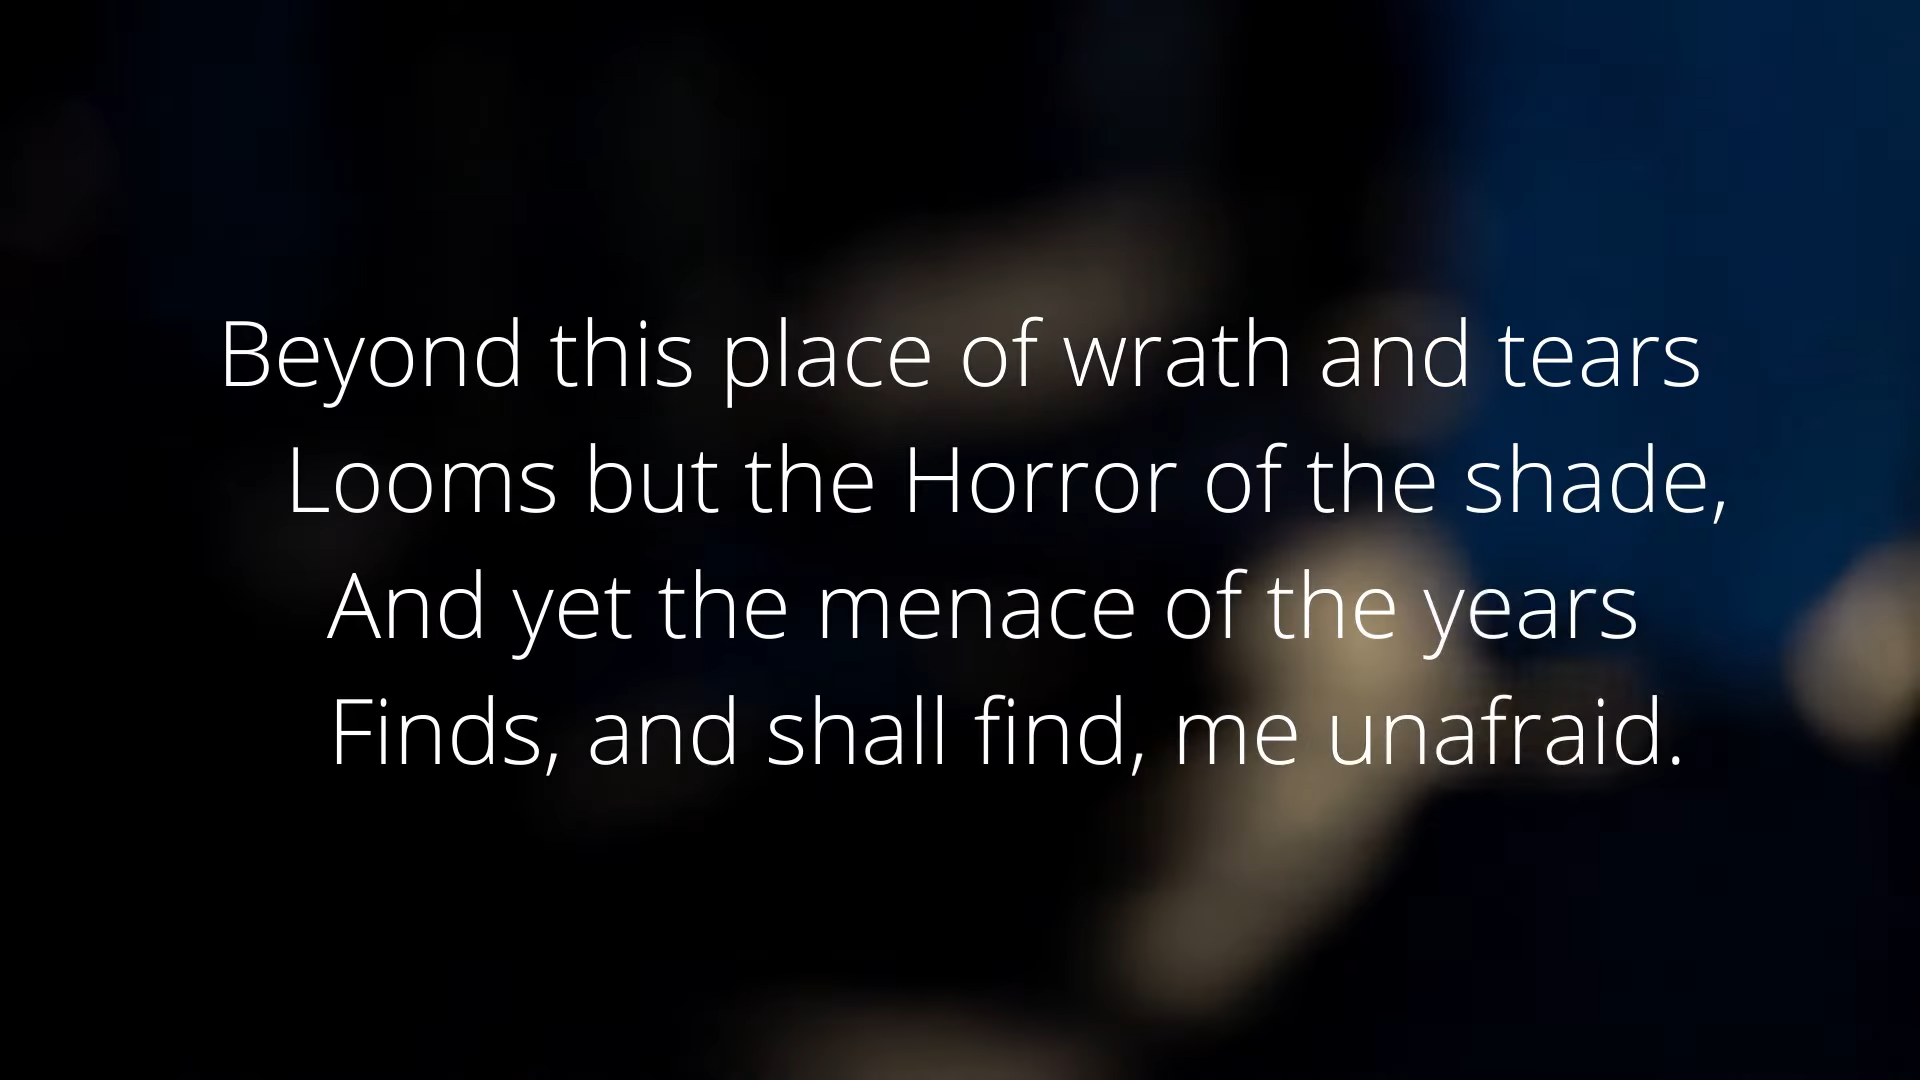 Beyond this place of wrath and tears
Looms but the Horror of the shade,
And yet the menace of the years
Finds, and shall find, me unafraid.